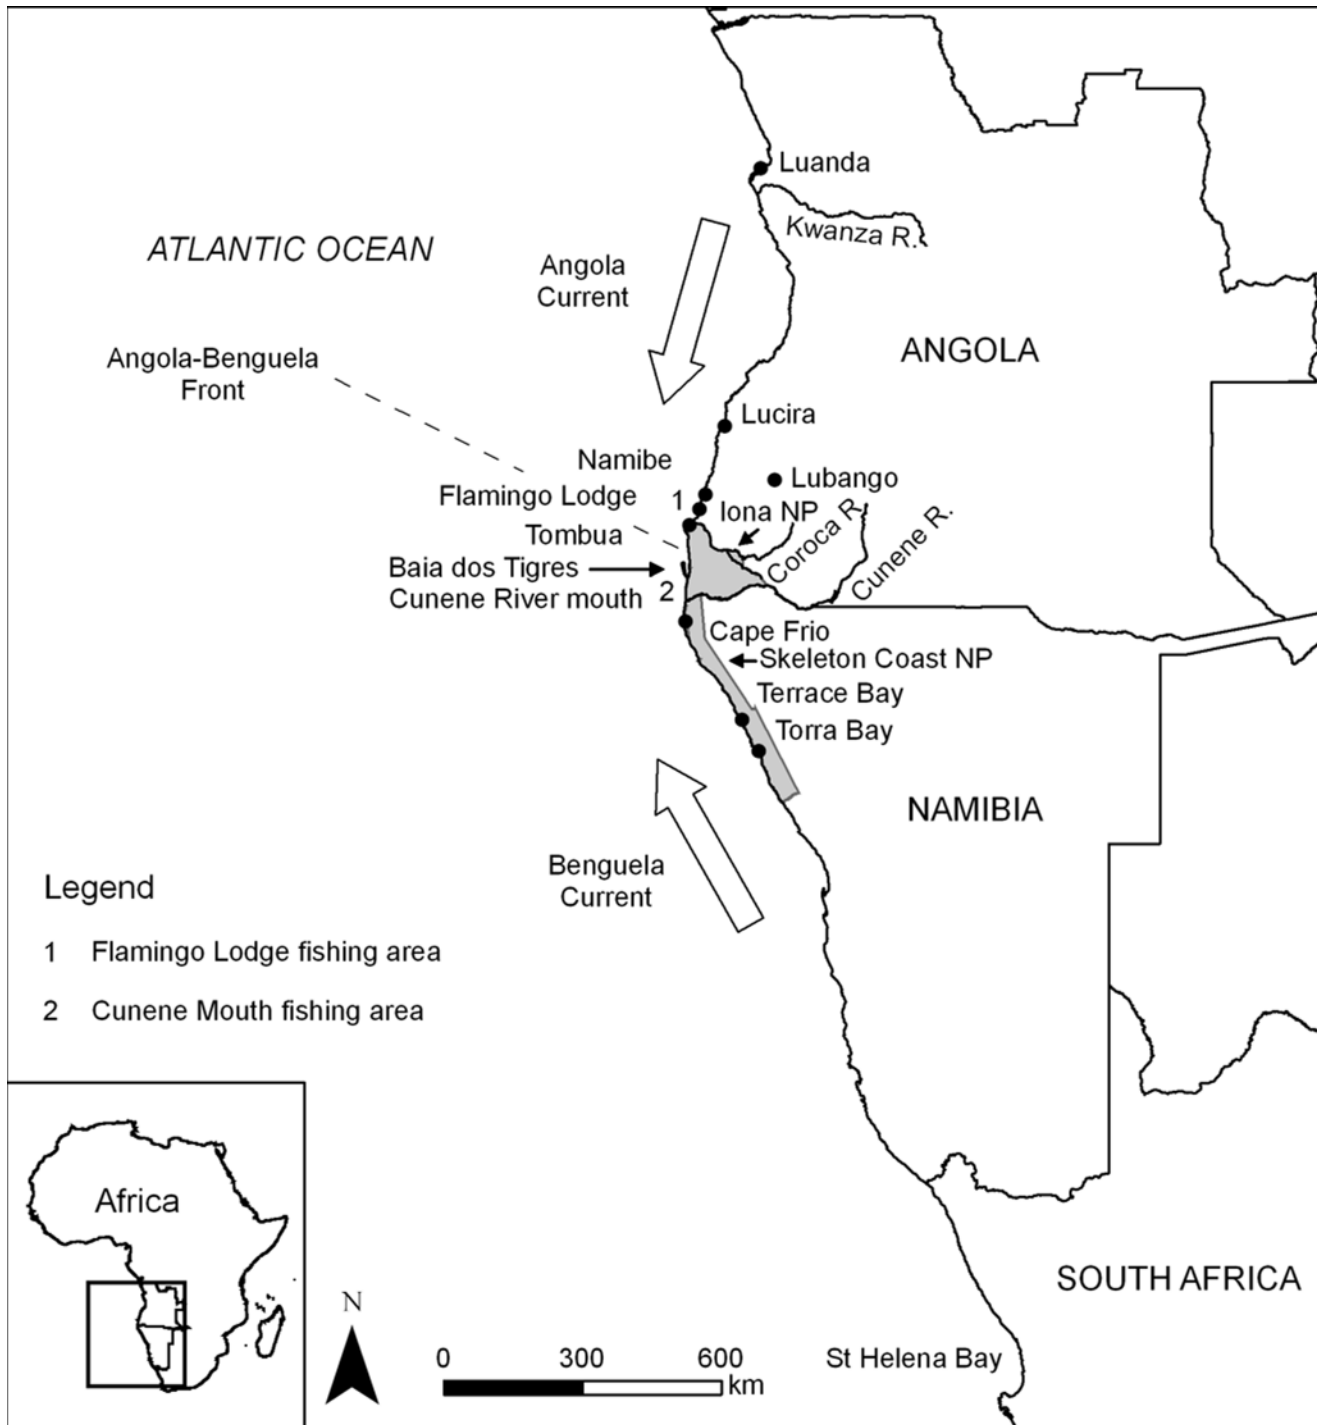 Luanda
Kwanza R.
ATLANTIC OCEAN
Angola
Current
ANGOLA
Angola-Benguela
Front
Lucira
Namibe
Lubango
Flamingo Lodge
1
Iona NP
Tombua
Coroca R.
Cunene R.
Baia dos Tigres
Cunene River mouth
2
Cape Frio
Skeleton Coast NP
Terrace Bay
Torra Bay
NAMIBIA
Benguela
Current
Legend
1 Flamingo Lodge fishing area
2 Cunene Mouth fishing area
Africa
SOUTH AFRICA
N
St Helena Bay
0 300 600
km